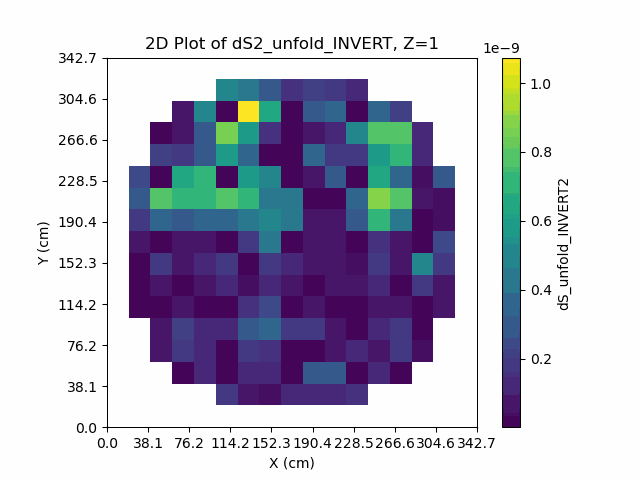 2D Plot of dS2_unfold_INVERT, Z=1
1e−9
342.7
304.6
266.6
228.5
190.4
152.3
114.2
76.2
38.1
0.0
Y (cm)
0.0 38.1 76.2 114.2 152.3 190.4 228.5 266.6 304.6 342.7
X (cm)
1.0
0.8
0.6
0.4
0.2
dS_unfold_INVERT2